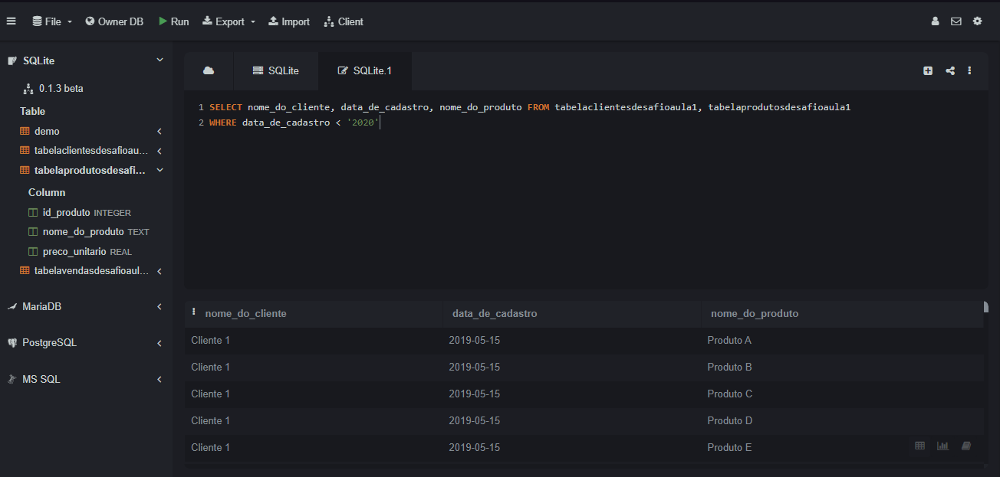 File Owner DB Run Export Import Client
SQLite
0.1.3 beta
Table
demo
tabelaclientesdesafioau...
tabelaprodutosdesafi...
Column
id_produto INTEGER
nome_do_produto TEXT
preco_unitario REAL
tabelavendasdesafioaul...
MariaDB
PostgreSQL
MS SQL
SQLite SQLite.1
1 SELECT nome_do_cliente, data_de_cadastro, nome_do_produto FROM tabelaclientesdesafioaula1, tabelaprodutosdesafioaula1
2 WHERE data_de_cadastro < '2020'
nome_do_cliente data_de_cadastro nome_do_produto
Cliente 1 2019-05-15 Produto A
Cliente 1 2019-05-15 Produto B
Cliente 1 2019-05-15 Produto C
Cliente 1 2019-05-15 Produto D
Cliente 1 2019-05-15 Produto E